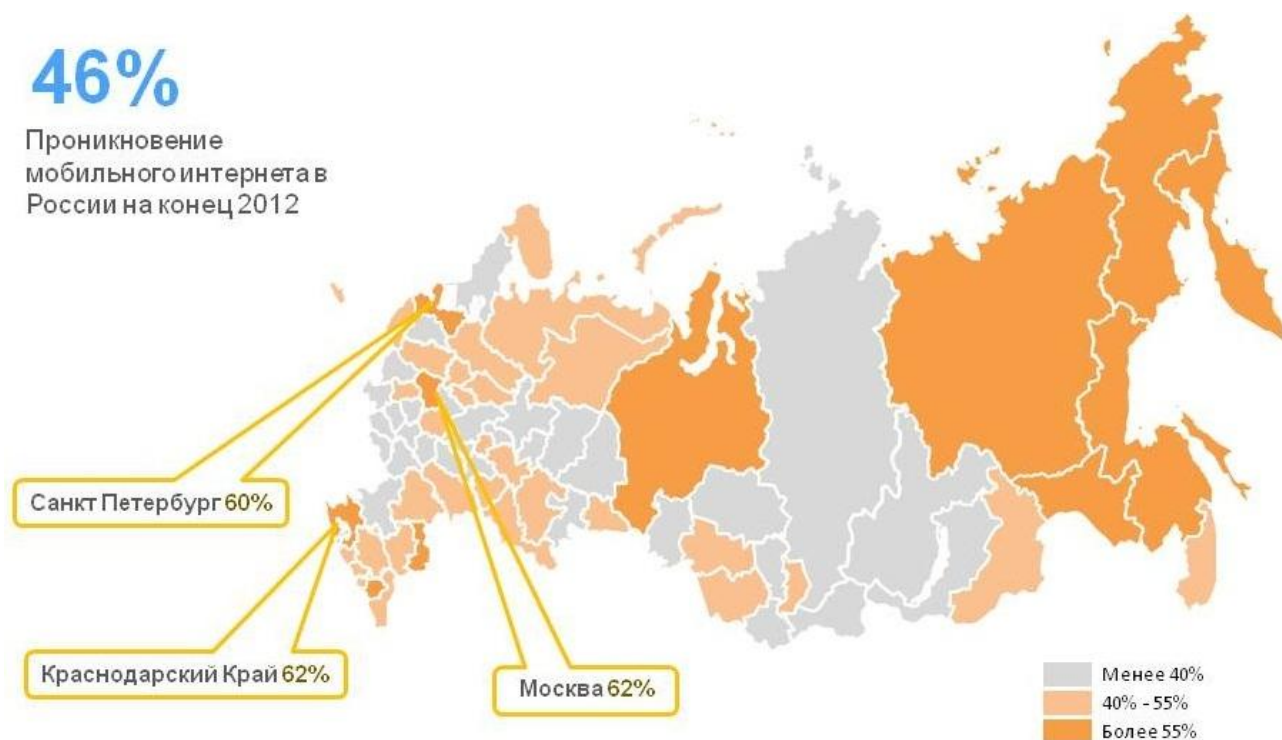 46%
Проникновение
мобильного интернета в
России на конец 2012
Санкт Петербург 60%
Краснодарский Край 62%
Москва 62%
Менее 40%
40% - 55%
Более 55%